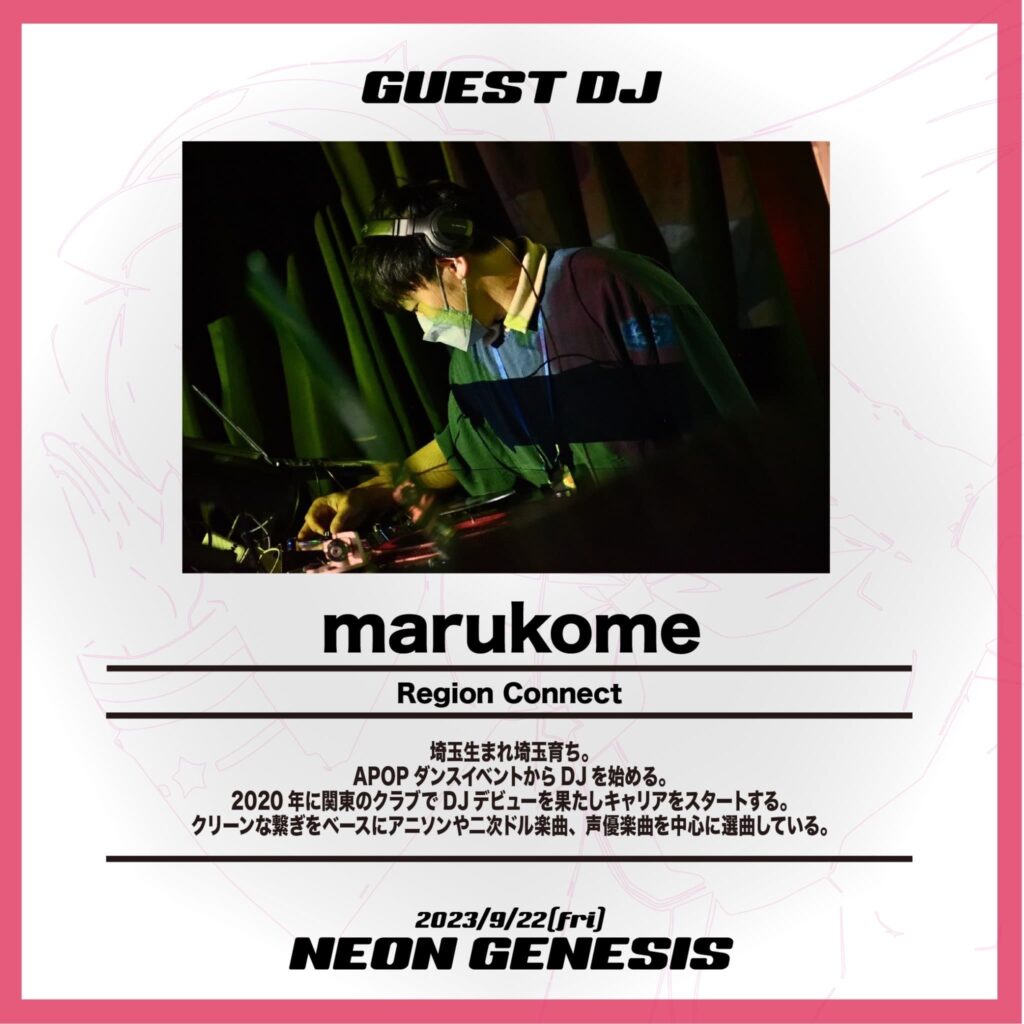 GUEST DJ
marukome
Region Connect
埼玉生まれ埼玉育ち。
APOP ダンスイベントから DJ を始める。
2020 年に関東のクラブで DJ デビューを果たしキャリアをスタートする。
クリーンな繋ぎをベースにアニソンや二次ドル楽曲、声優楽曲を中心に選曲している。
2023/9/22(fri)
NEON GENESIS